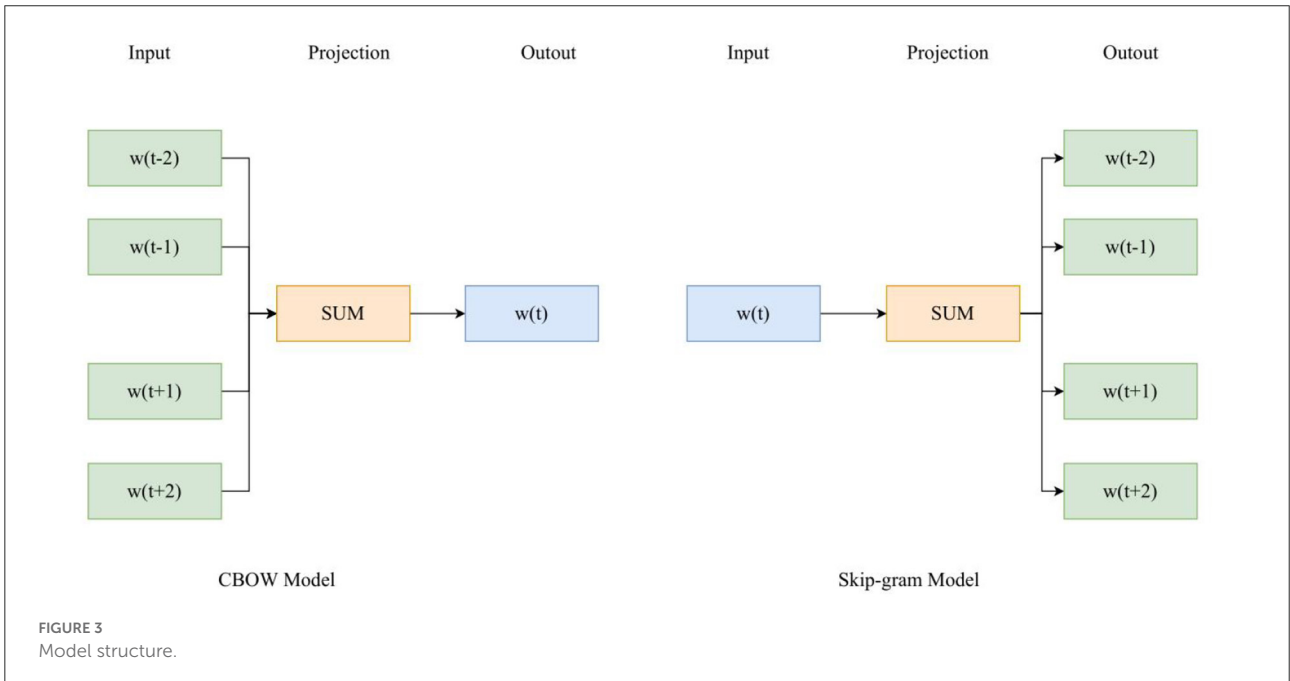 Input Projection Outout Input Projection Outout
w(t-2)
w(t-1)
SUM w(t)
w(t+1)
w(t+2)
CBOW Model
w(t) SUM
w(t-2)
w(t-1)
w(t+1)
w(t+2)
Skip-gram Model
FIGURE 3
Model structure.